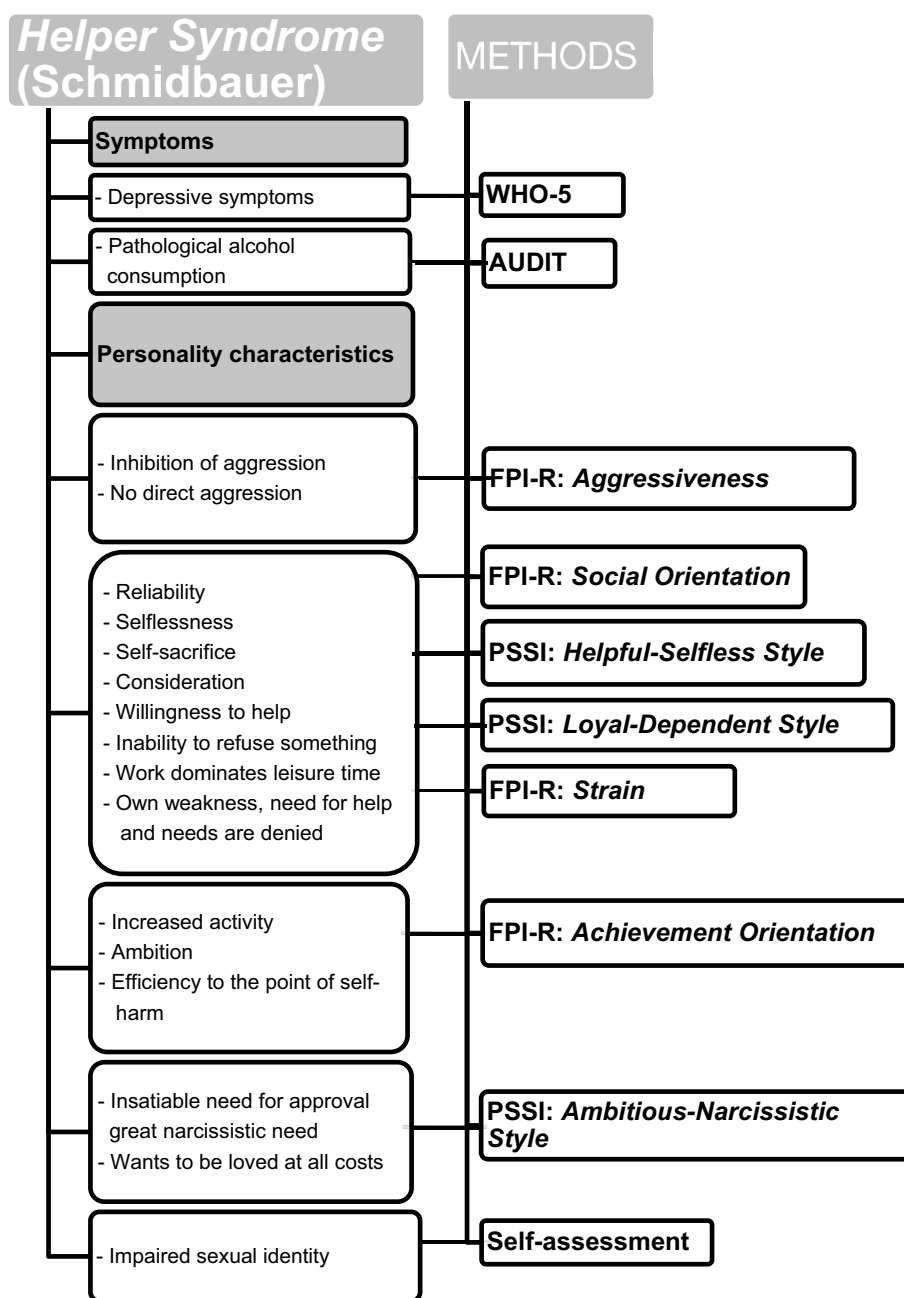 Helper Syndrome
(Schmidbauer)
METHODS
Symptoms
- Depressive symptoms
WHO-5
- Pathological alcohol
consumption
AUDIT
Personality characteristics
- Inhibition of aggression
- No direct aggression
FPI-R: Aggressiveness
- Reliability
- Selflessness
- Self-sacrifice
- Consideration
- Willingness to help
- Inability to refuse something
- Work dominates leisure time
- Own weakness, need for help
and needs are denied
FPI-R: Social Orientation
PSSI: Helpful-Selfless Style
PSSI: Loyal-Dependent Style
FPI-R: Strain
- Increased activity
- Ambition
- Efficiency to the point of self-
harm
FPI-R: Achievement Orientation
- Insatiable need for approval
great narcissistic need
- Wants to be loved at all costs
PSSI: Ambitious-Narcissistic
Style
- Impaired sexual identity
Self-assessment